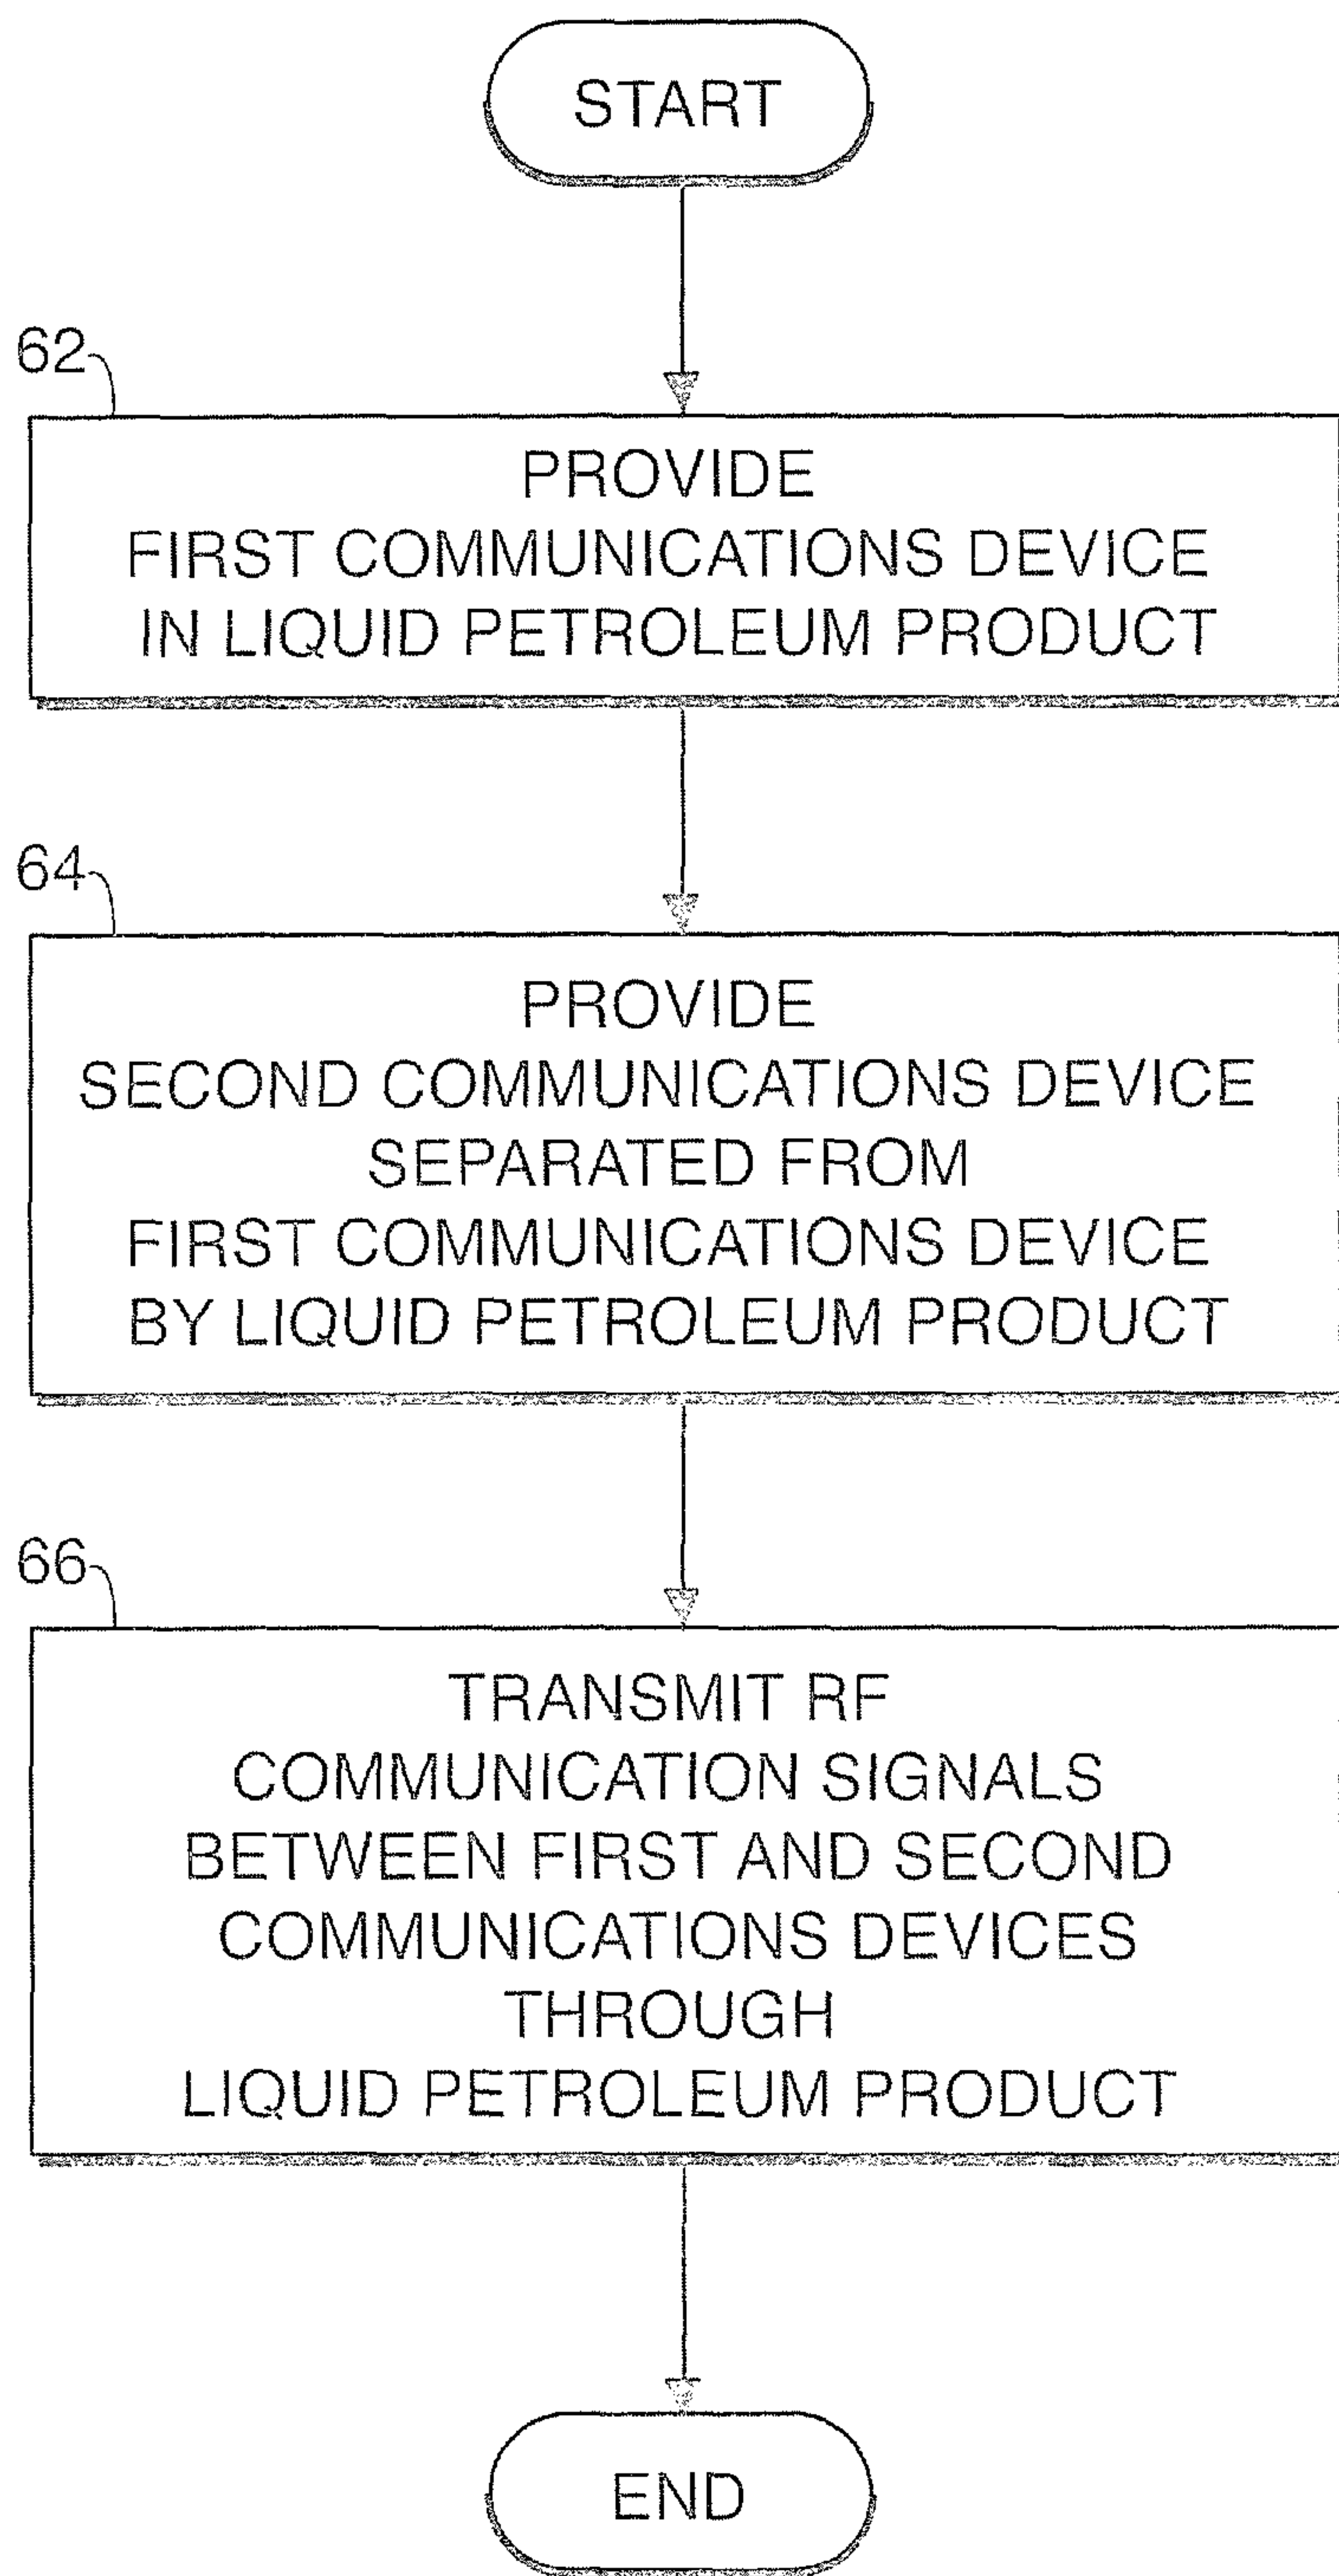 START
62
PROVIDE
FIRST COMMUNICATIONS DEVICE
IN LIQUID PETROLEUM PRODUCT
64
PROVIDE
SECOND COMMUNICATIONS DEVICE
SEPARATED FROM
FIRST COMMUNICATIONS DEVICE
BY LIQUID PETROLEUM PRODUCT
66
TRANSMIT RF
COMMUNICATION SIGNALS
BETWEEN FIRST AND SECOND
COMMUNICATIONS DEVICES
THROUGH
LIQUID PETROLEUM PRODUCT
END